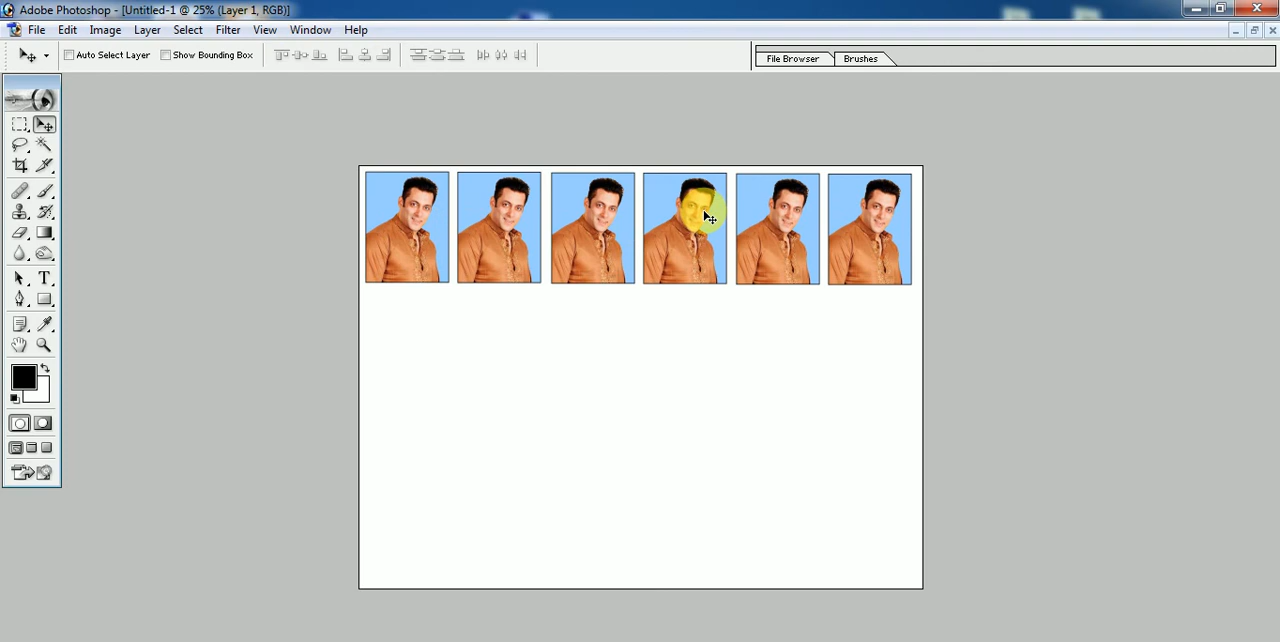 Adobe Photoshop - [Untitled-1 @ 25% (Layer 1, RGB)]
File Edit Image Layer Select Filter View Window Help
Auto Select Layer Show Bounding Box File Browser Brushes
T